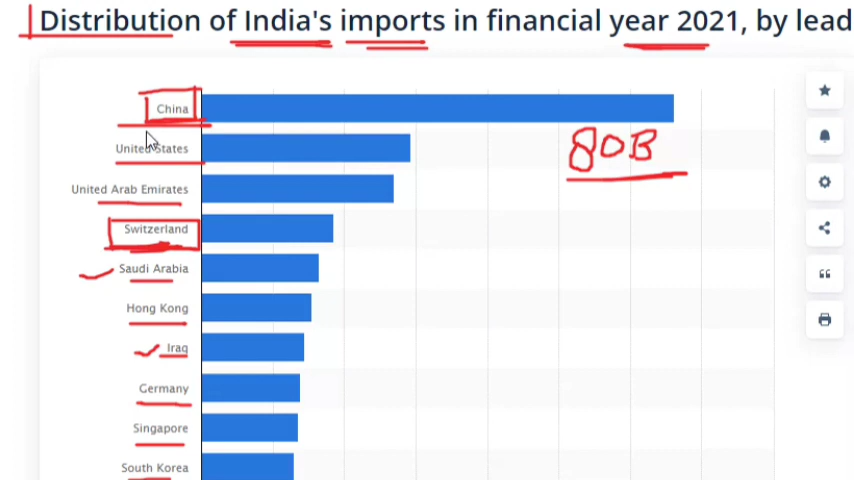 Distribution of India's imports in financial year 2021, by lead
China
80B
United States
United Arab Emirates
Switzerland
Saudi Arabia
Hong Kong
Iraq
Germany
Singapore
South Korea